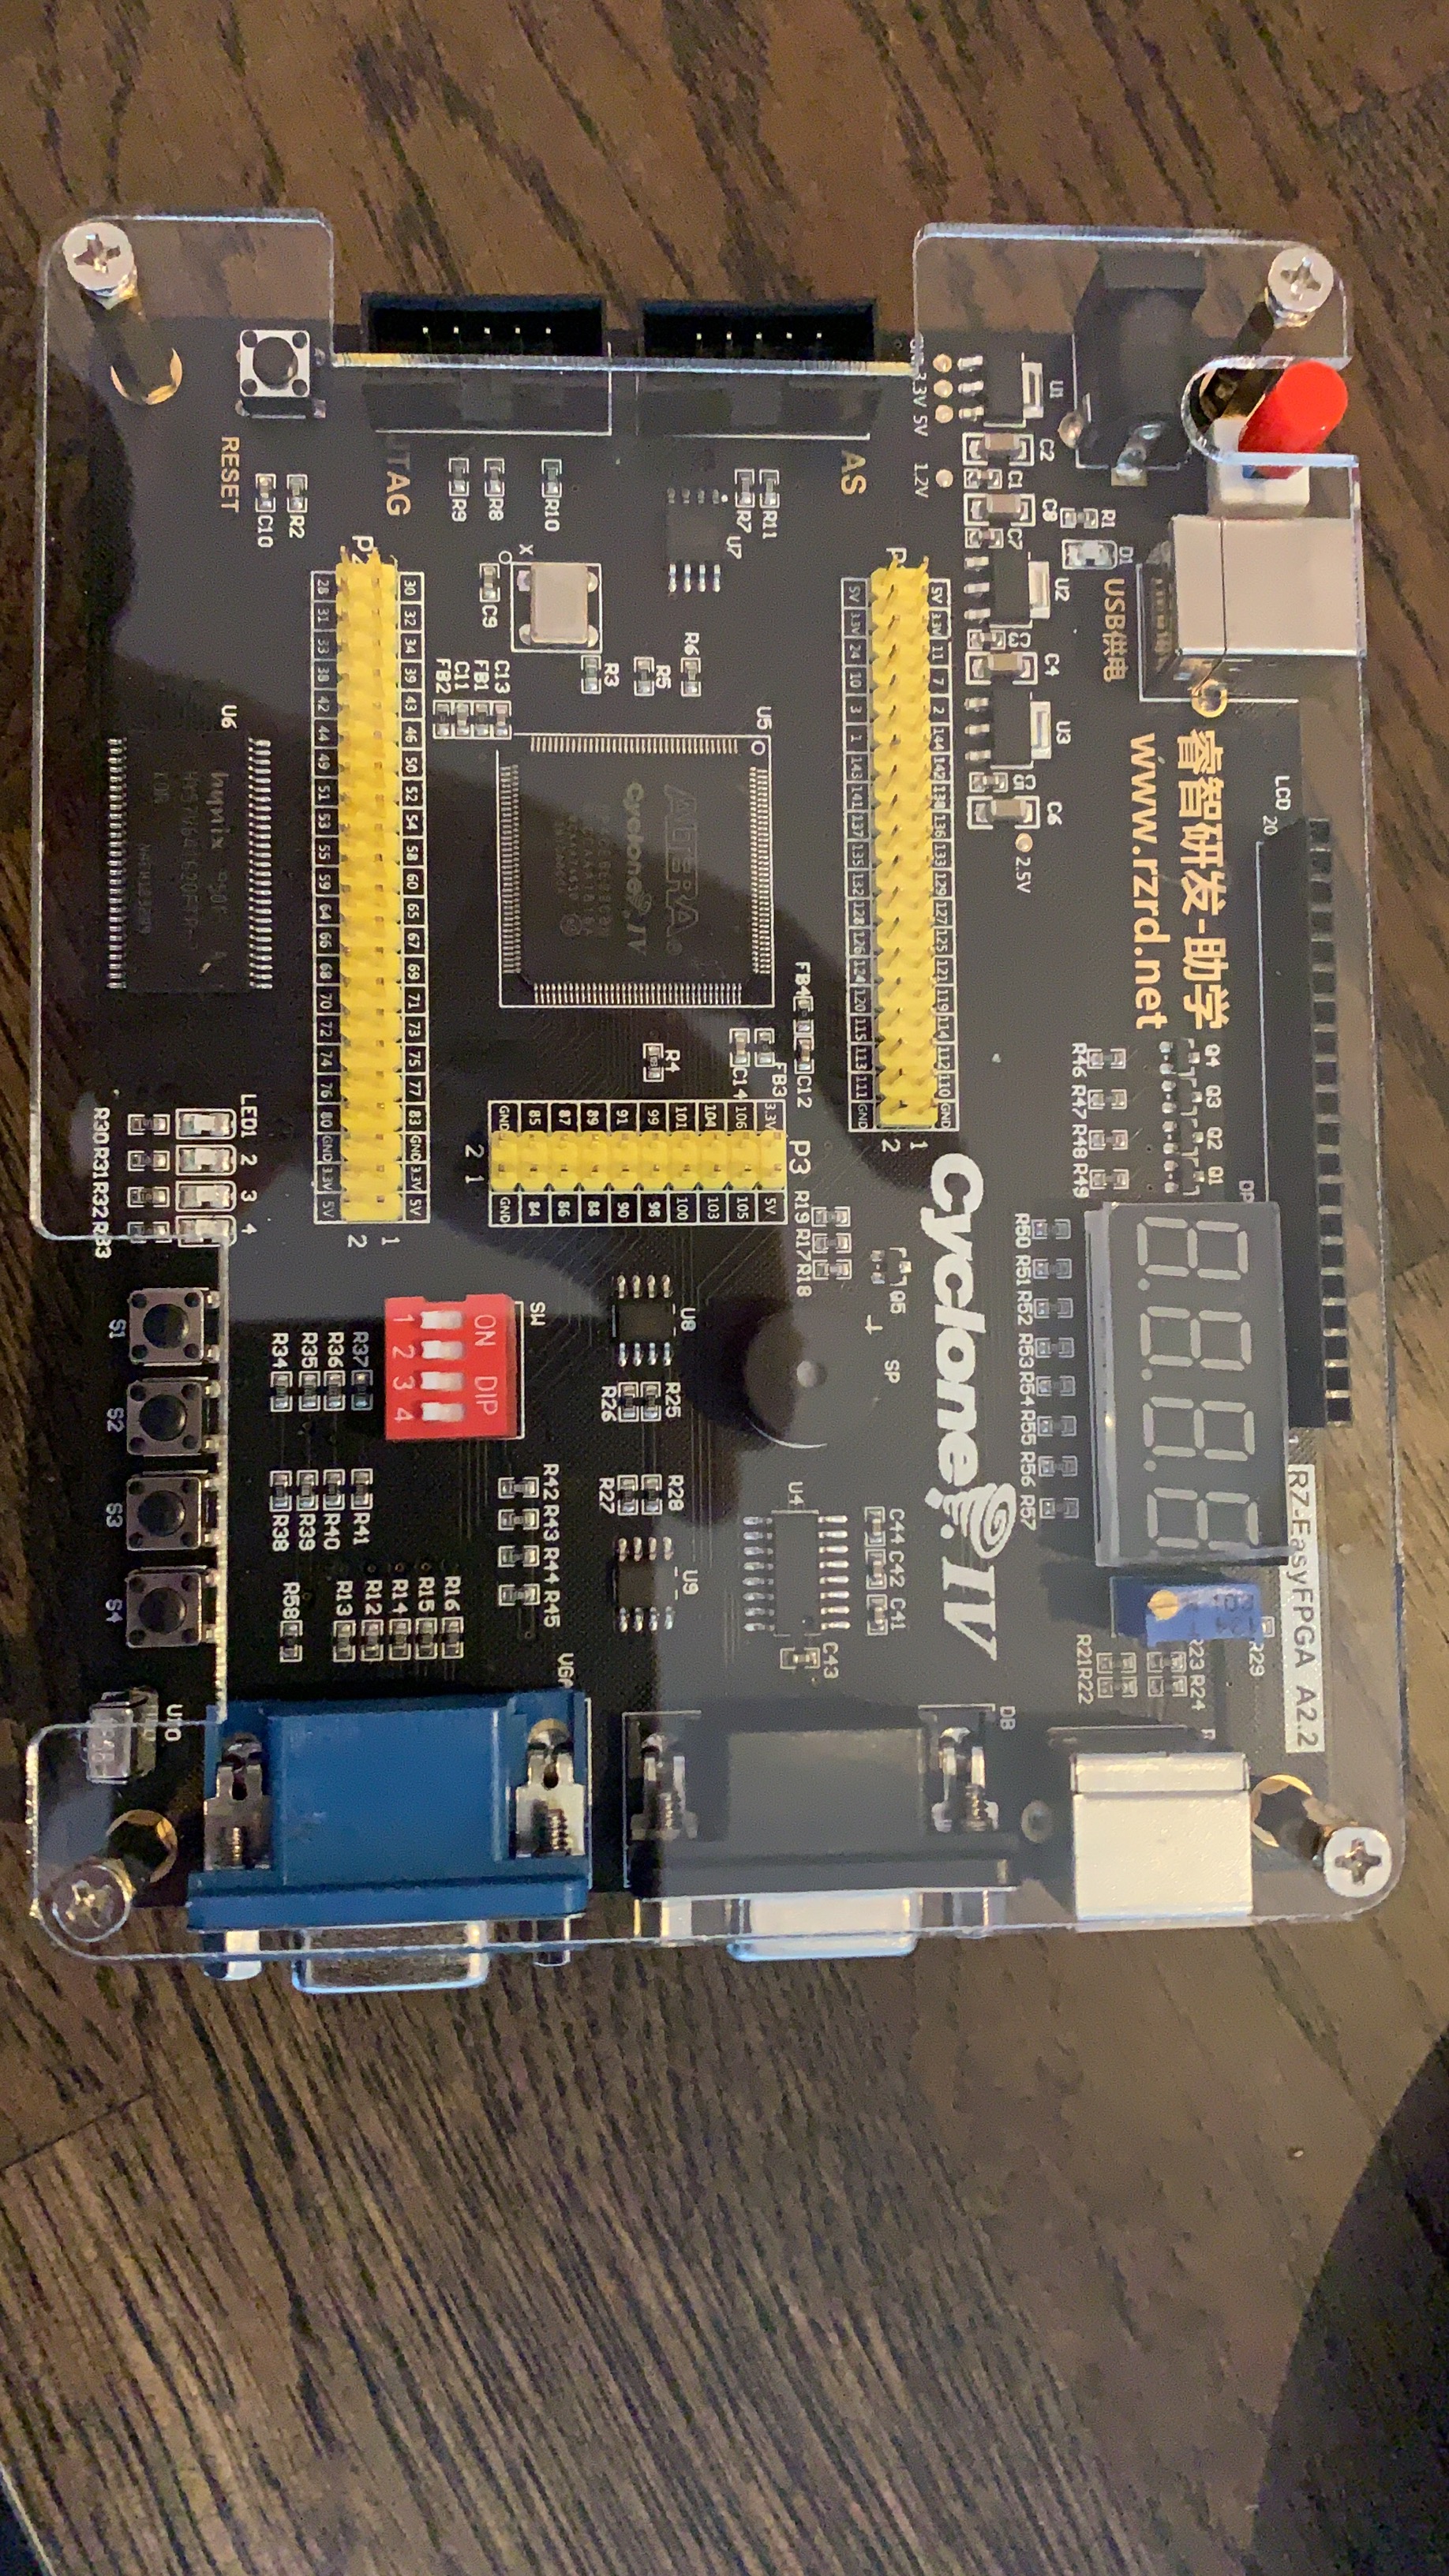 RZ-EasyFPGA A2.2
LCD
20
1
R29
DP
睿智研发-助学
www.rzrd.net
Q4 Q3 Q2 Q1
R23 R24
R46 R47 R48 R49
R21 R22
USB供电
D1
R1
U1 C2 C8 U2 C4 U3 C6
C1 C7 C3 C5
2.5V
R50 R51 R52 R53 R54 R55 R56 R57
GND 3.3V 5V 1.2V
Cyclone IV
DB
5V 3.3V 11 7 2 144 142 138 136 133 129 127 125 121 119 114 112 110 GND
1
2
5V 3.3V 24 10 3 1 143 141 137 135 132 128 126 124 120 115 113 111 GND
AS
Q5
SP
C44 C42 C41
C43
U4
R19 R17 R18
FB4 C12
FB3
C14
P3
3.3V 5V
106 105
104 103
101 100
99 98
91 90
89 88
87 86
85 84
GND GND
2 1
R11
R7
U7
U5
R6
R5
R4
R3
ALTERA
Cyclone IV
U8
R25
R26
R28
R27
U9
R10
X
C9
R8
R9
C13
FB1
C11
FB2
R42 R43 R44 R45
VGA
SW
ON DIP
1 2 3 4
R16
R15
R14
R12
R13
R58
JTAG
30 32 34 39 43 46 50 52 54 58 60 65 67 69 71 73 75 77 83 GND 3.3V 5V
P2
1
2
28 31 33 38 42 44 49 51 53 55 59 64 66 68 70 72 74 76 80 GND 3.3V 5V
R37 R41
R36 R40
R35 R39
R34 R38
R2
C10
RESET
U6
hynix
KOR
LED1 2 3 4
R30 R31 R32 R33
S1 S2 S3 S4
U10